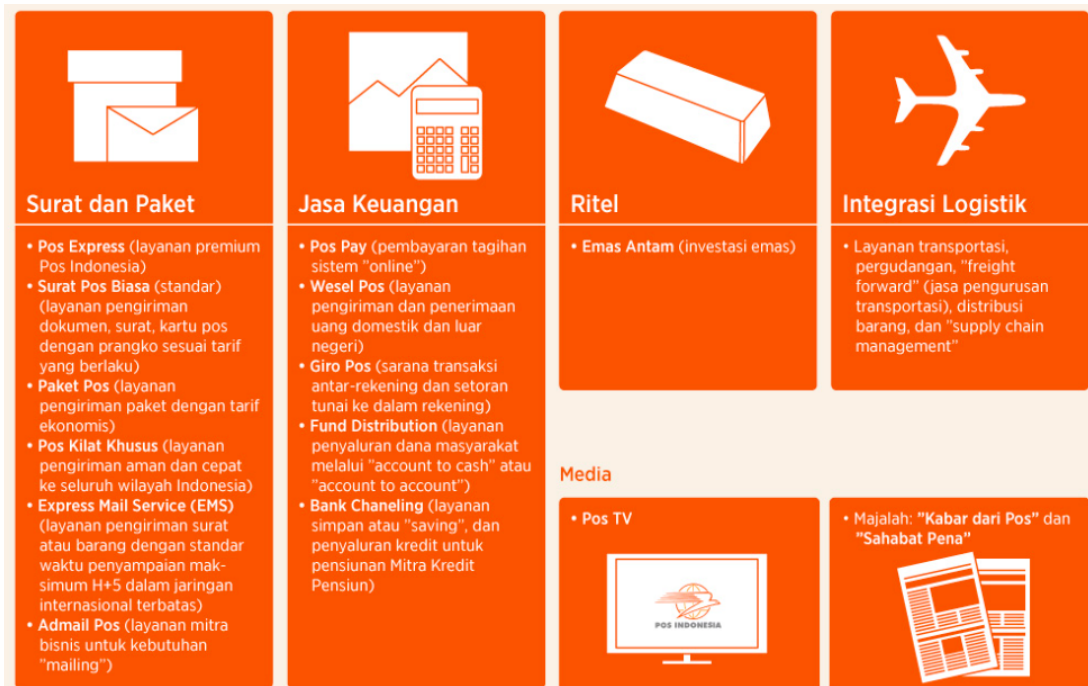 Surat dan Paket
• Pos Express (layanan premium
Pos Indonesia)
• Surat Pos Biasa (standar)
(layanan pengiriman
dokumen, surat, kartu pos
dengan prangko sesuai tarif
yang berlaku)
• Paket Pos (layanan
pengiriman paket dengan tarif
ekonomis)
• Pos Kilat Khusus (layanan
pengiriman aman dan cepat
ke seluruh wilayah Indonesia)
• Express Mail Service (EMS)
(layanan pengiriman surat
atau barang dengan standar
waktu penyampaian mak-
simum H+5 dalam jaringan
internasional terbatas)
• Admail Pos (layanan mitra
bisnis untuk kebutuhan
"mailing")
Jasa Keuangan
• Pos Pay (pembayaran tagihan
sistem "online")
• Wesel Pos (layanan
pengiriman dan penerimaan
uang domestik dan luar
negeri)
• Giro Pos (sarana transaksi
antar-rekening dan setoran
tunai ke dalam rekening)
• Fund Distribution (layanan
penyaluran dana masyarakat
melalui "account to cash" atau
"account to account")
• Bank Chaneling (layanan
simpan atau "saving", dan
penyaluran kredit untuk
pensiunan Mitra Kredit
Pensiun)
Ritel
• Emas Antam (investasi emas)
Integrasi Logistik
• Layanan transportasi,
pergudangan, "freight
forward" (jasa pengurusan
transportasi), distribusi
barang, dan "supply chain
management"
Media
• Pos TV
POS INDONESIA
• Majalah: "Kabar dari Pos" dan
"Sahabat Pena"